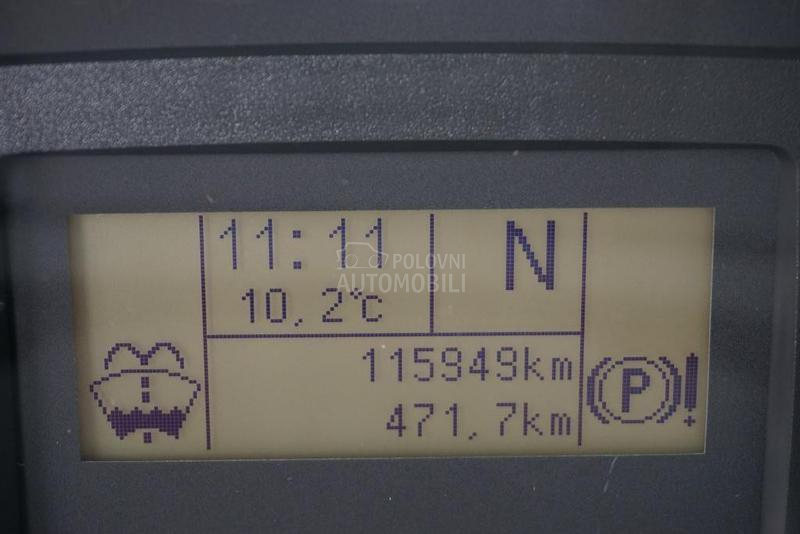 11:11
N
10,2°C
115949km
471,7km
P!
POLOVNI
AUTOMOBILI